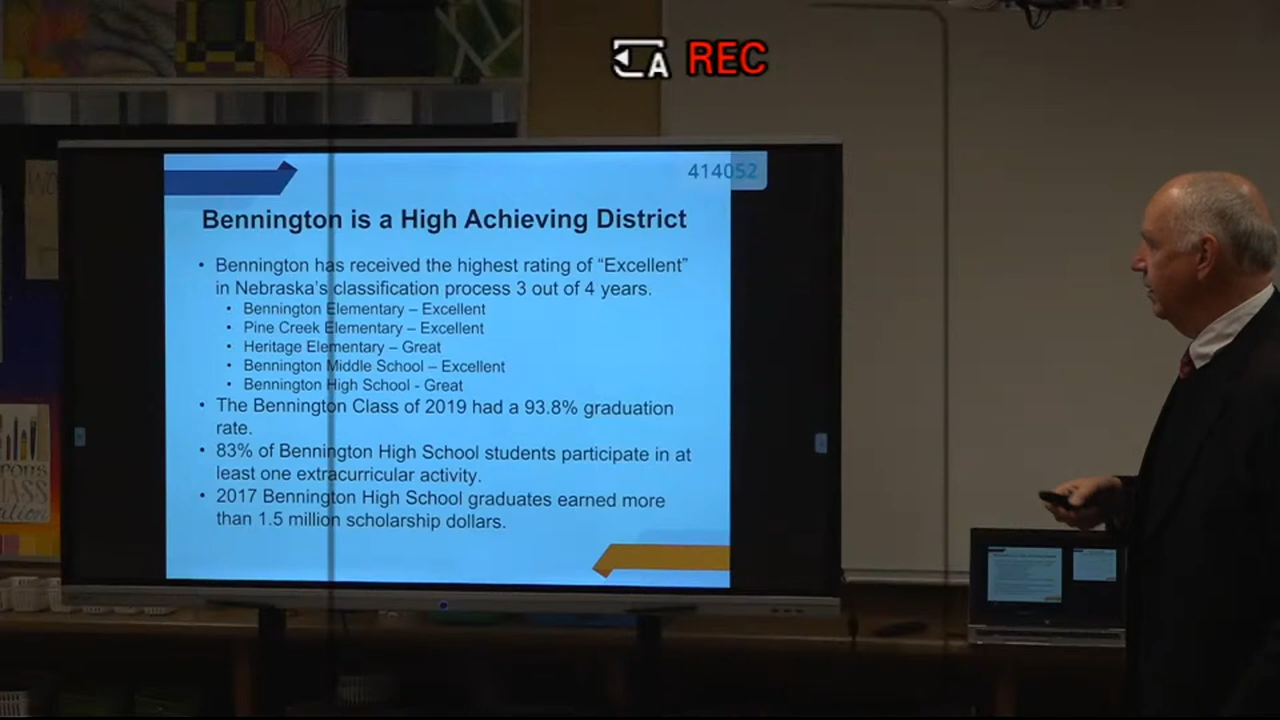 A REC
414052
Bennington is a High Achieving District
• Bennington has received the highest rating of “Excellent”
in Nebraska’s classification process 3 out of 4 years.
• Bennington Elementary – Excellent
• Pine Creek Elementary – Excellent
• Heritage Elementary – Great
• Bennington Middle School – Excellent
• Bennington High School - Great
• The Bennington Class of 2019 had a 93.8% graduation
rate.
• 83% of Bennington High School students participate in at
least one extracurricular activity.
• 2017 Bennington High School graduates earned more
than 1.5 million scholarship dollars.